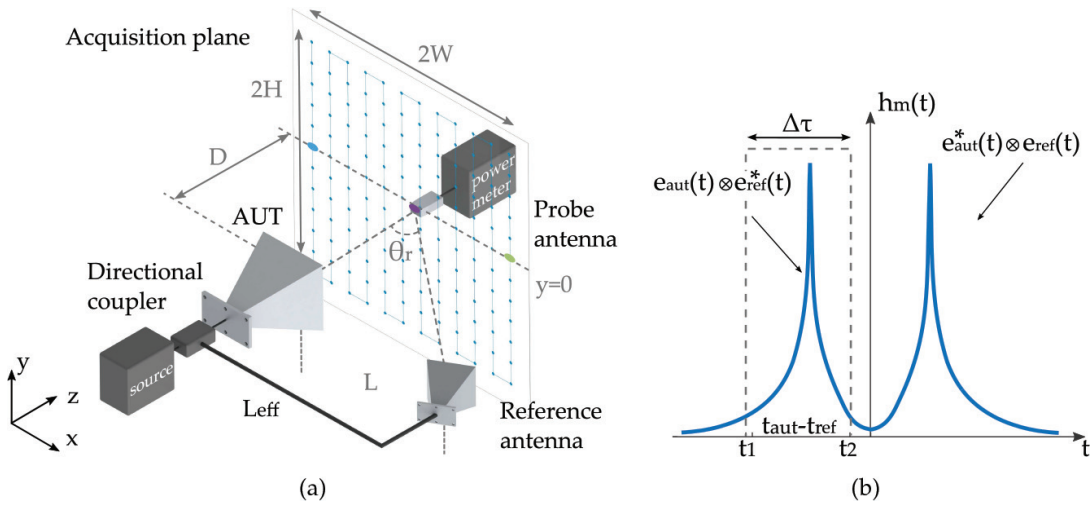 Acquisition plane
2W
2H
D
AUT
power
meter
Probe
antenna
θr
y=0
Directional
coupler
source
L
Leff
Reference
antenna
y
z
x
(a)
hm(t)
Δτ
e*aut(t)⊗eref(t)
eaut(t)⊗e*ref(t)
taut-tref
t1
t2
t
(b)